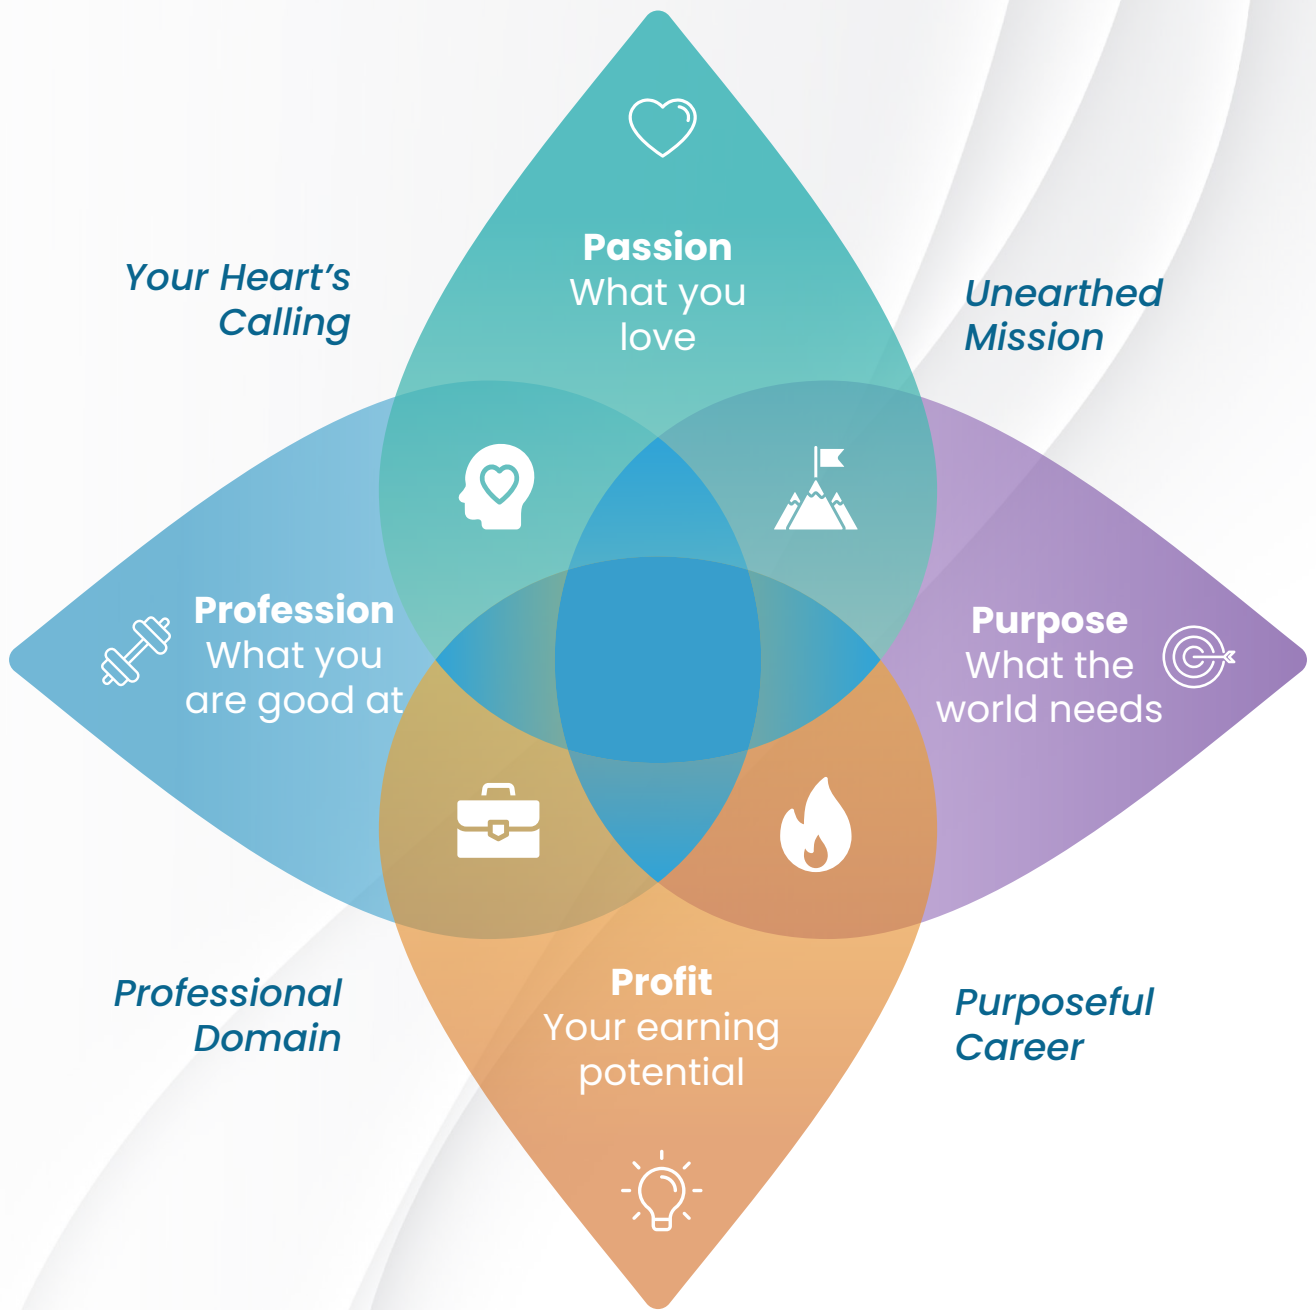 Passion
What you
love
Your Heart’s
Calling
Unearthed
Mission
Profession
What you
are good at
Purpose
What the
world needs
Profit
Your earning
potential
Professional
Domain
Purposeful
Career